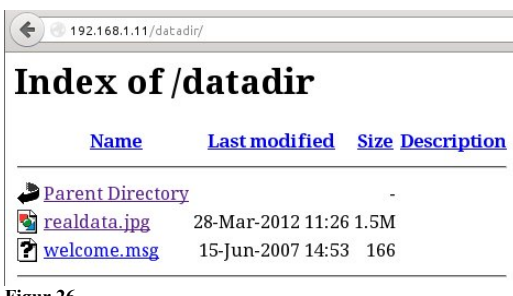 192.168.1.11/datadir/
Index of /datadir
Name Last modified Size Description
Parent Directory -
realdata.jpg 28-Mar-2012 11:26 1.5M
welcome.msg 15-Jun-2007 14:53 166
Figur 26